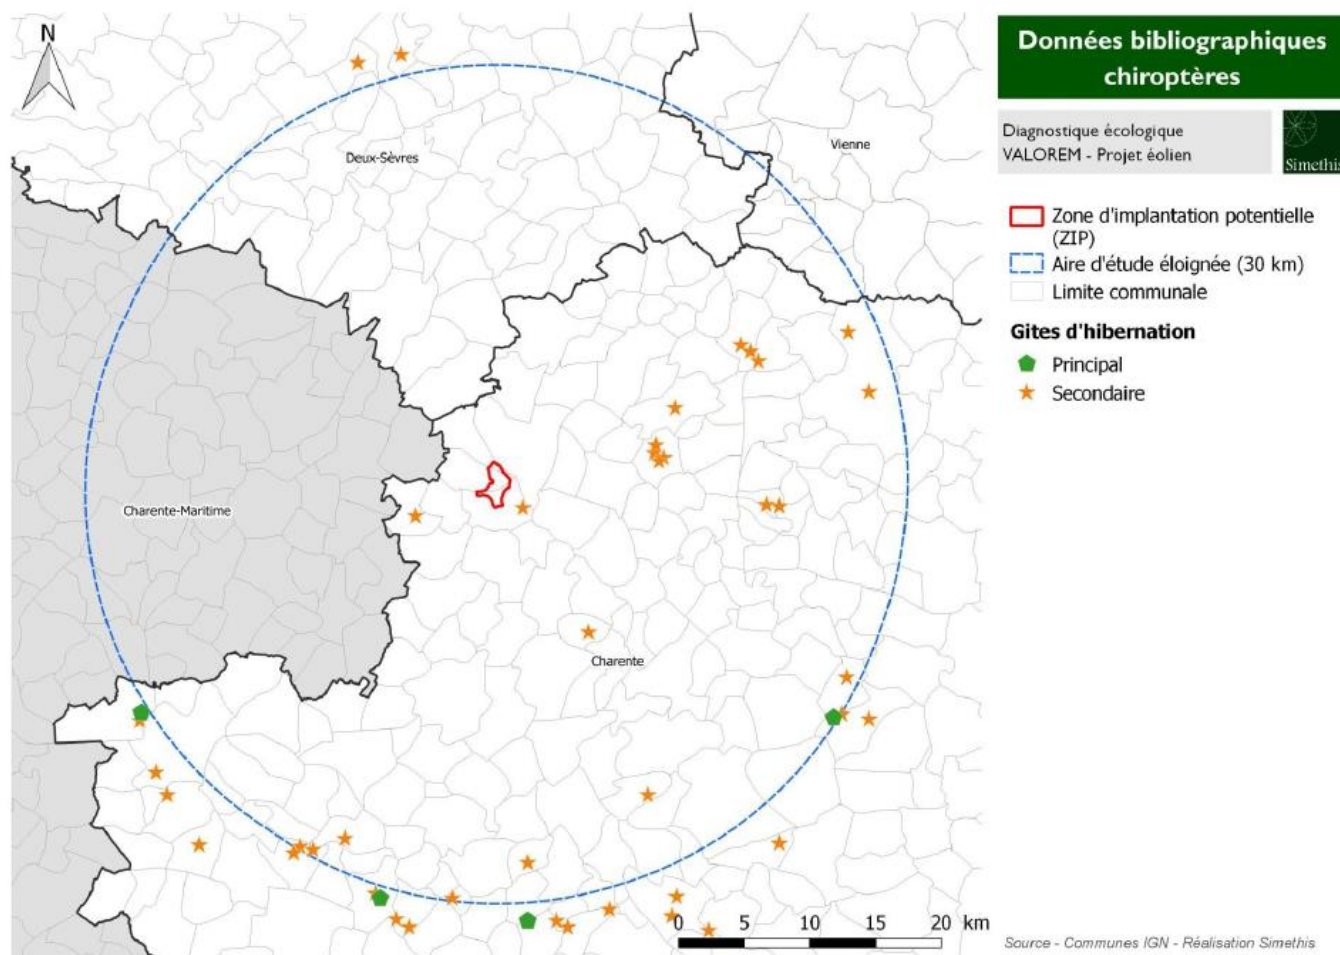 Données bibliographiques
chiroptères
Diagnostique écologique
VALOREM - Projet éolien
Simethis
N
Deux-Sèvres
Vienne
Charente-Maritime
Charente
Zone d'implantation potentielle
(ZIP)
Aire d'étude éloignée (30 km)
Limite communale
Gites d'hibernation
Principal
Secondaire
0 5 10 15 20 km
Source - Communes IGN - Réalisation Simethis